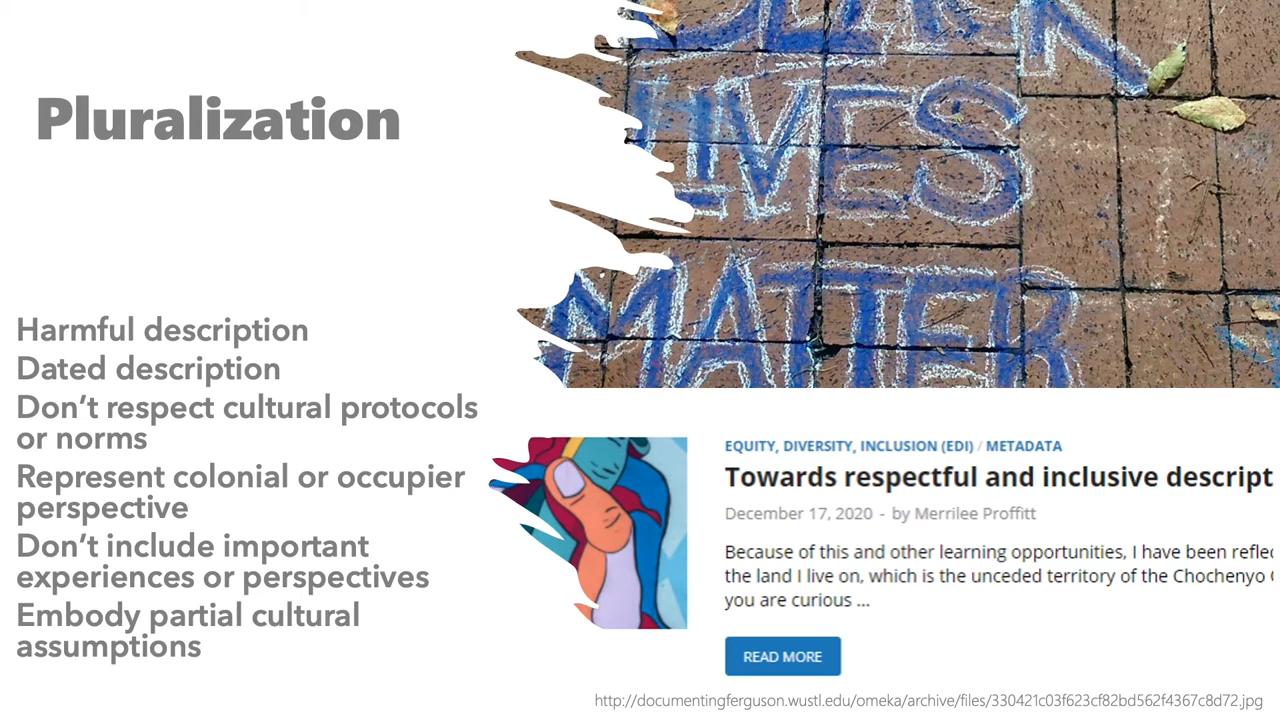 Pluralization
Harmful description
Dated description
Don’t respect cultural protocols
or norms
Represent colonial or occupier
perspective
Don’t include important
experiences or perspectives
Embody partial cultural
assumptions
LIVES
MATTER
EQUITY, DIVERSITY, INCLUSION (EDI) / METADATA
Towards respectful and inclusive descript
December 17, 2020 - by Merrilee Proffitt
Because of this and other learning opportunities, I have been reflec
the land I live on, which is the unceded territory of the Chochenyo
you are curious ...
READ MORE
http://documentingferguson.wustl.edu/omeka/archive/files/330421c03f623cf82bd562f4367c8d72.jpg